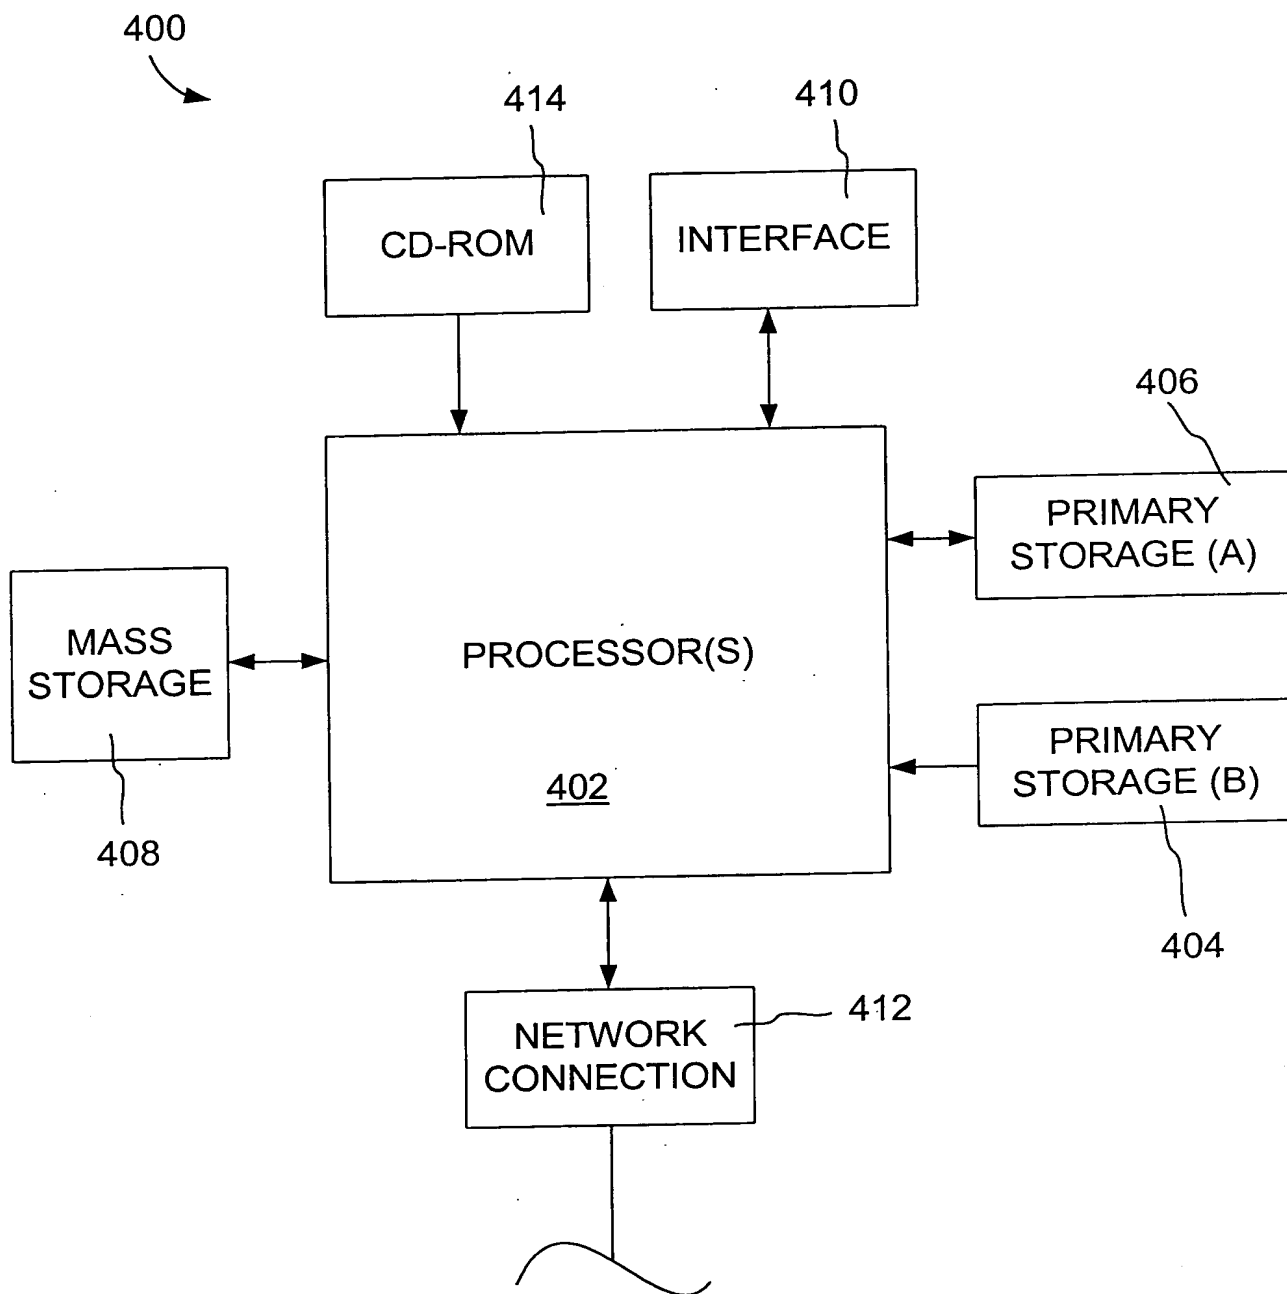 400
414
410
CD-ROM
INTERFACE
406
PRIMARY
STORAGE (A)
MASS
STORAGE
PROCESSOR(S)
402
PRIMARY
STORAGE (B)
408
404
NETWORK
CONNECTION
412